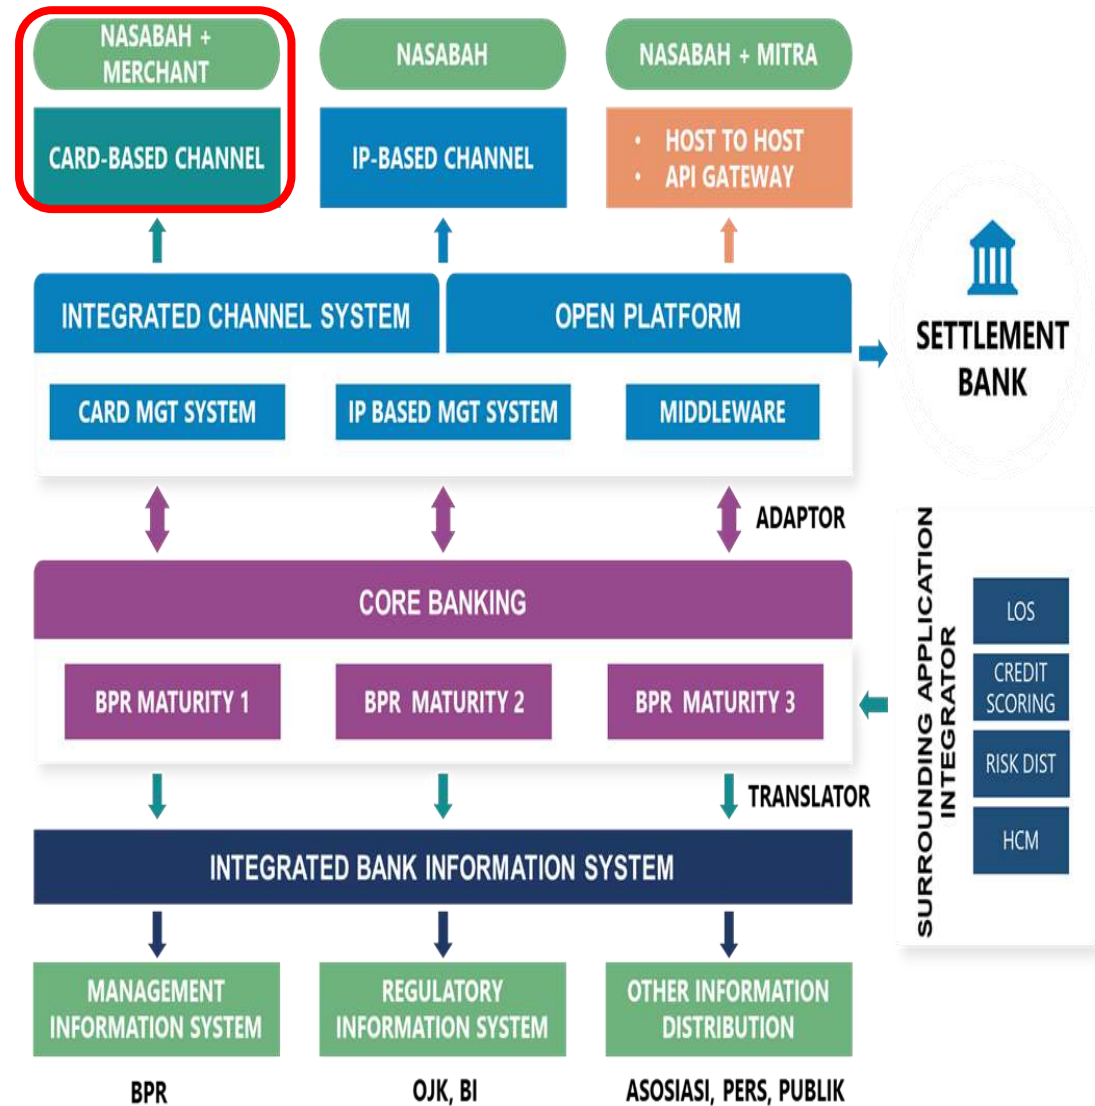 NASABAH +
MERCHANT
NASABAH
NASABAH + MITRA
CARD-BASED CHANNEL
IP-BASED CHANNEL
• HOST TO HOST
• API GATEWAY
INTEGRATED CHANNEL SYSTEM
OPEN PLATFORM
SETTLEMENT
BANK
CARD MGT SYSTEM
IP BASED MGT SYSTEM
MIDDLEWARE
ADAPTOR
CORE BANKING
BPR MATURITY 1
BPR MATURITY 2
BPR MATURITY 3
SURROUNDING APPLICATION
INTEGRATOR
LOS
CREDIT
SCORING
RISK DIST
HCM
TRANSLATOR
INTEGRATED BANK INFORMATION SYSTEM
MANAGEMENT
INFORMATION SYSTEM
REGULATORY
INFORMATION SYSTEM
OTHER INFORMATION
DISTRIBUTION
BPR
OJK, BI
ASOSIASI, PERS, PUBLIK